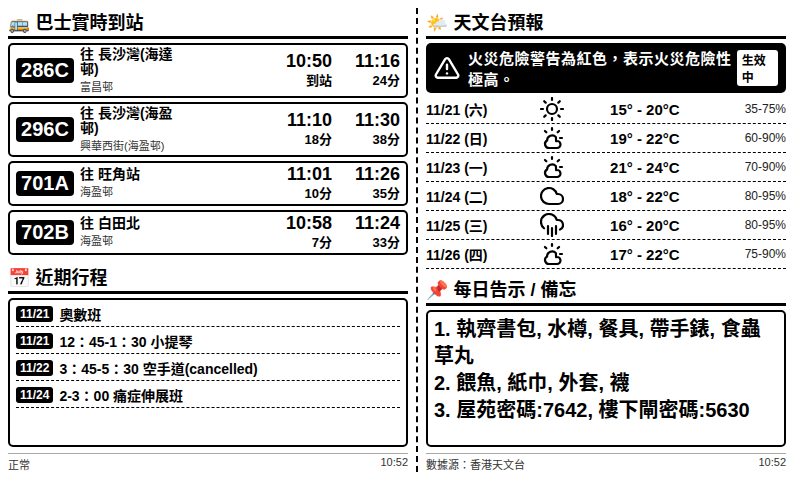 巴士實時到站
286C
往 長沙灣(海達
邨)
富昌邨
10:50 11:16
到站 24分
296C
往 長沙灣(海盈
邨)
興華西街(海盈邨)
11:10 11:30
18分 38分
701A
往 旺角站
海盈邨
11:01 11:26
10分 35分
702B
往 白田北
海盈邨
10:58 11:24
7分 33分
近期行程
11/21 奧數班
11/21 12：45-1：30 小提琴
11/22 3：45-5：30 空手道(cancelled)
11/24 2-3：00 痛症伸展班
正常 10:52
天文台預報
火災危險警告為紅色，表示火災危險性
極高。
生效
中
11/21 (六) 15° - 20°C 35-75%
11/22 (日) 19° - 22°C 60-90%
11/23 (一) 21° - 24°C 70-90%
11/24 (二) 18° - 22°C 80-95%
11/25 (三) 16° - 20°C 80-95%
11/26 (四) 17° - 22°C 75-90%
每日告示 / 備忘
1. 執齊書包, 水樽, 餐具, 帶手錶, 食蟲
草丸
2. 餵魚, 紙巾, 外套, 襪
3. 屋苑密碼:7642, 樓下閘密碼:5630
數據源：香港天文台 10:52